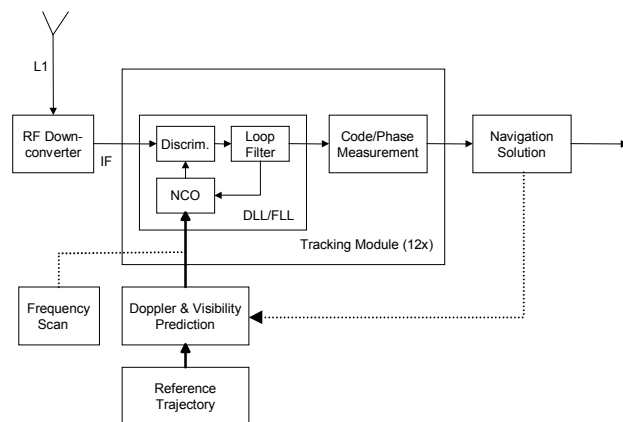 L1
RF Down-
converter
IF
Discrim.
Loop
Filter
NCO
DLL/FLL
Code/Phase
Measurement
Navigation
Solution
Tracking Module (12x)
Frequency
Scan
Doppler & Visibility
Prediction
Reference
Trajectory